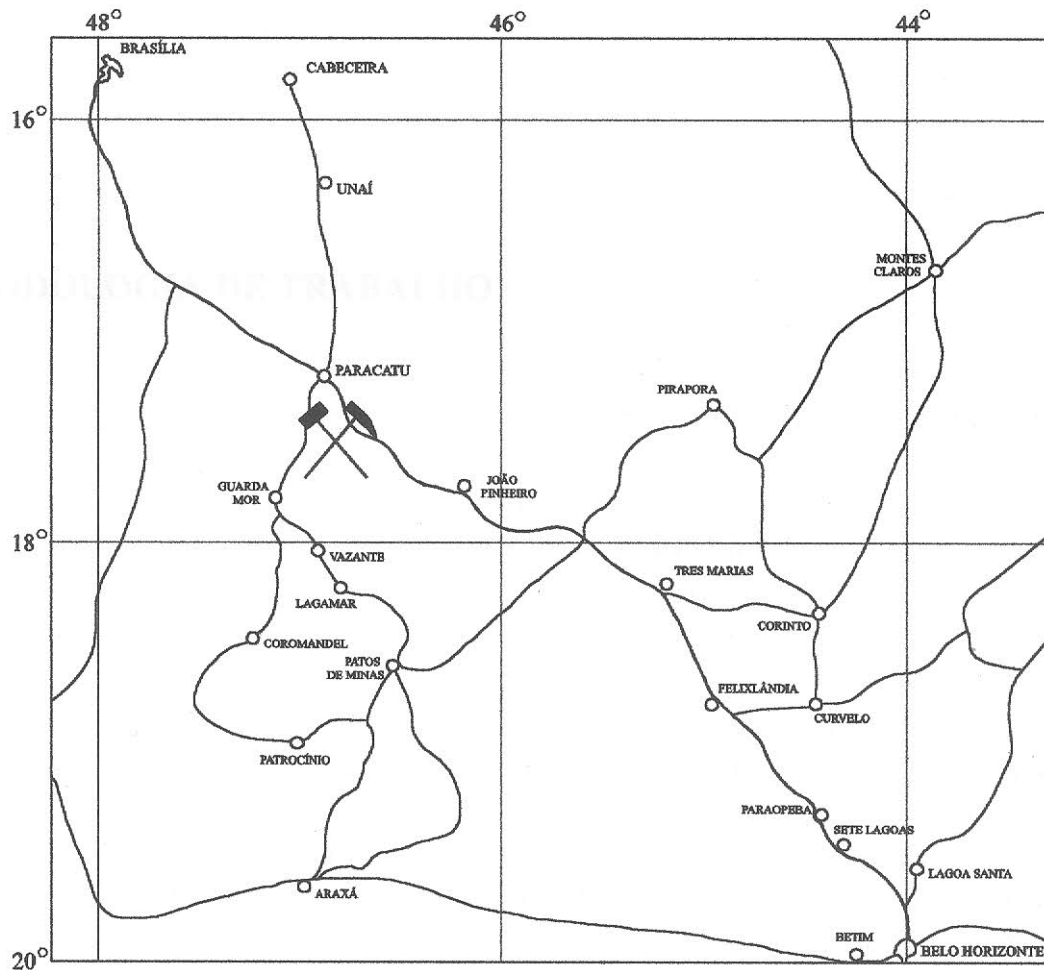 48°
46°
44°
BRASÍLIA
CABECEIRA
16°
UNAÍ
MONTES
CLAROS
PARACATU
PIRAPORA
GUARDA
MOR
JOÃO
PINHEIRO
18°
VAZANTE
TRES MARIAS
LAGAMAR
CORINTO
COROMANDEL
PATOS
DE MINAS
FELIXLÂNDIA
CURVELO
PATROCÍNIO
PARAOPEBA
SETE LAGOAS
LAGOA SANTA
ARAXÁ
BETIM
BELO HORIZONTE
20°